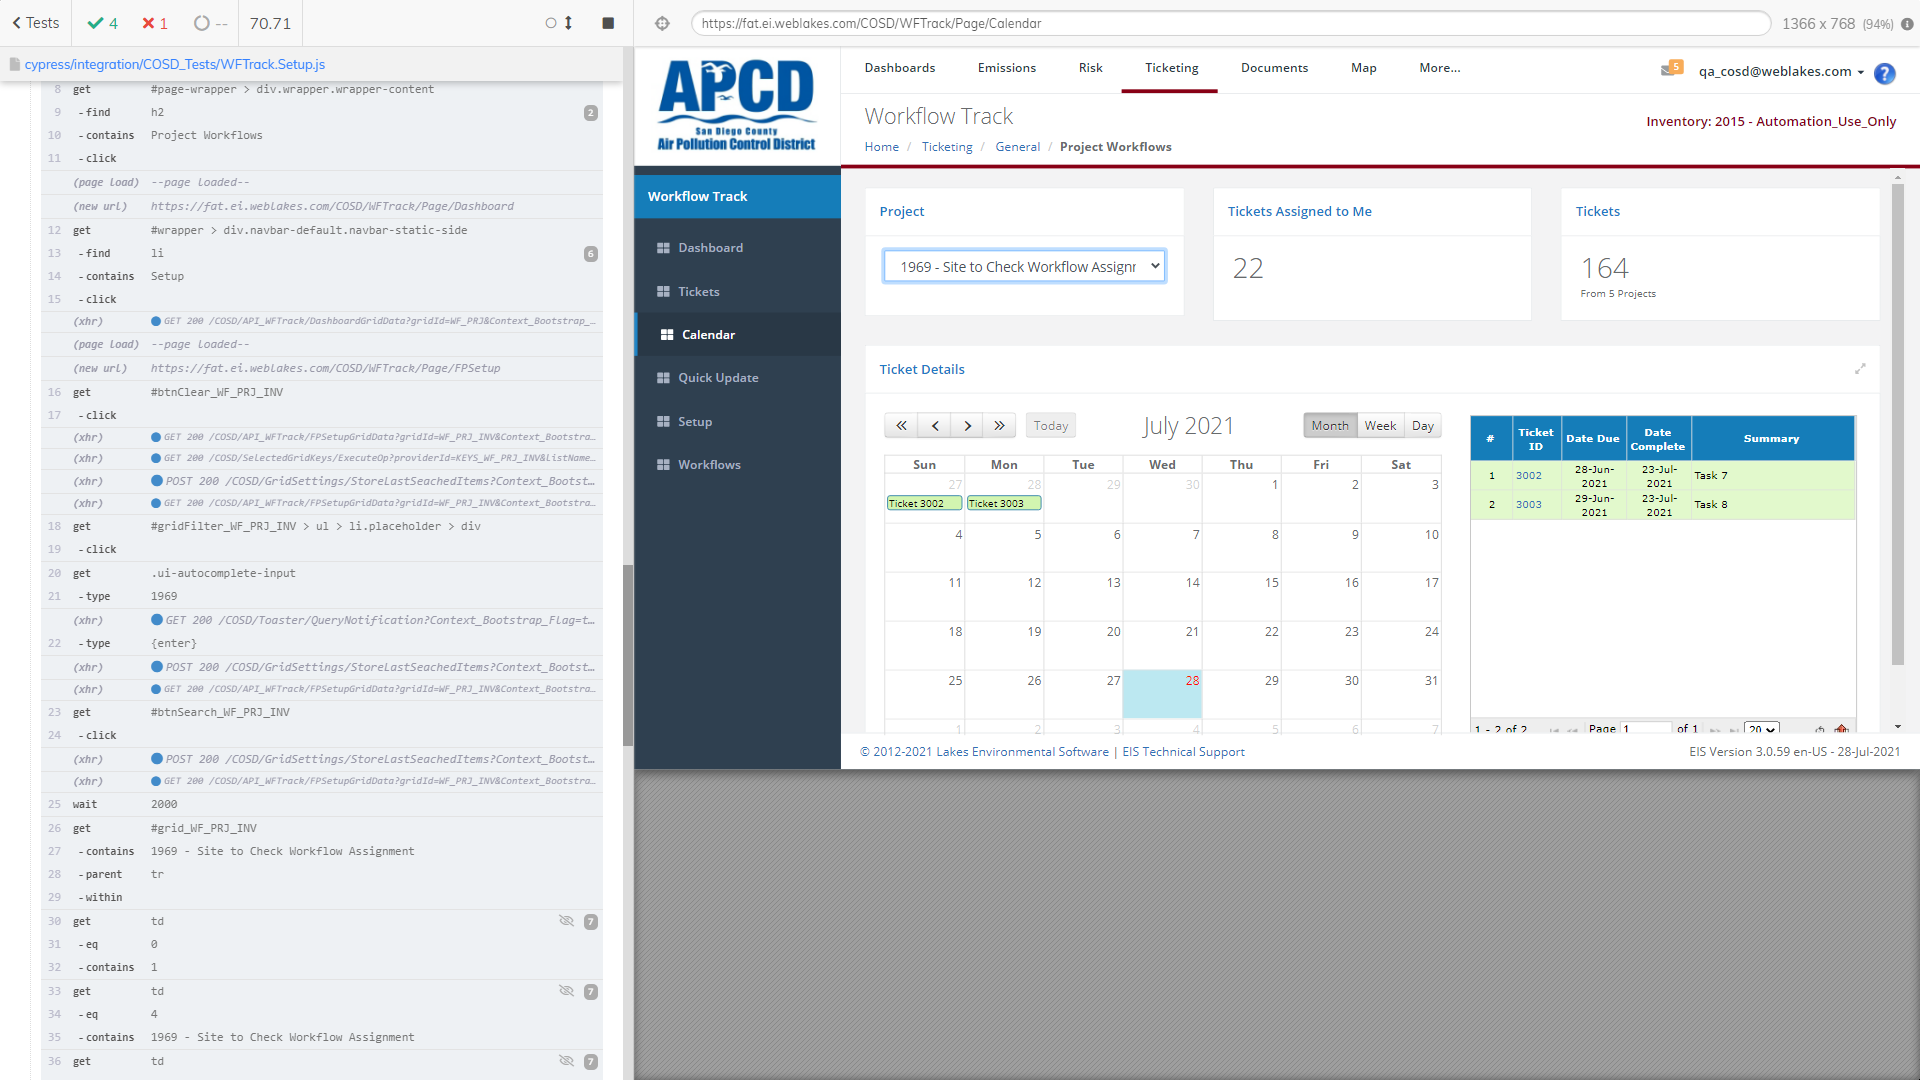 Tests
4
1
--
70.71
cypress/integration/COSD_Tests/WFTrack.Setup.js
8 get #page-wrapper > div.wrapper.wrapper-content
9 -find h2 2
10 -contains Project Workflows
11 -click
(page load) --page loaded--
(new url) https://fat.ei.weblakes.com/COSD/WFTrack/Page/Dashboard
12 get #wrapper > div.navbar-default.navbar-static-side
13 -find li 6
14 -contains Setup
15 -click
(xhr) GET 200 /COSD/API_WFTrack/DashboardGridData?gridId=WF_PRJ&Context_Bootstrap_...
(page load) --page loaded--
(new url) https://fat.ei.weblakes.com/COSD/WFTrack/Page/FPSetup
16 get #btnClear_WF_PRJ_INV
17 -click
(xhr) GET 200 /COSD/API_WFTrack/FPSetupGridData?gridId=WF_PRJ_INV&Context_Bootstra...
(xhr) GET 200 /COSD/SelectedGridKeys/ExecuteOp?providerId=KEYS_WF_PRJ_INV&listName...
(xhr) POST 200 /COSD/GridSettings/StoreLastSeachedItems?Context_Bootst...
(xhr) GET 200 /COSD/API_WFTrack/FPSetupGridData?gridId=WF_PRJ_INV&Context_Bootstra...
18 get #gridFilter_WF_PRJ_INV > ul > li.placeholder > div
19 -click
20 get .ui-autocomplete-input
21 -type 1969
(xhr) GET 200 /COSD/Toaster/QueryNotification?Context_Bootstrap_Flag=t...
22 -type {enter}
(xhr) POST 200 /COSD/GridSettings/StoreLastSeachedItems?Context_Bootst...
(xhr) GET 200 /COSD/API_WFTrack/FPSetupGridData?gridId=WF_PRJ_INV&Context_Bootstra...
23 get #btnSearch_WF_PRJ_INV
24 -click
(xhr) POST 200 /COSD/GridSettings/StoreLastSeachedItems?Context_Bootst...
(xhr) GET 200 /COSD/API_WFTrack/FPSetupGridData?gridId=WF_PRJ_INV&Context_Bootstra...
25 wait 2000
26 get #grid_WF_PRJ_INV
27 -contains 1969 - Site to Check Workflow Assignment
28 -parent tr
29 -within
30 get td 7
31 -eq 0
32 -contains 1
33 get td 7
34 -eq 4
35 -contains 1969 - Site to Check Workflow Assignment
36 get td 7
https://fat.ei.weblakes.com/COSD/WFTrack/Page/Calendar
1366 x 768 (94%)
APCD
San Diego County
Air Pollution Control District
Dashboards Emissions Risk Ticketing Documents Map More...
5
qa_cosd@weblakes.com
?
Workflow Track
Inventory: 2015 - Automation_Use_Only
Home / Ticketing / General / Project Workflows
Workflow Track
Dashboard
Tickets
Calendar
Quick Update
Setup
Workflows
Project
1969 - Site to Check Workflow Assignr
Tickets Assigned to Me
22
Tickets
164
From 5 Projects
Ticket Details
Today
July 2021
Month Week Day
Sun Mon Tue Wed Thu Fri Sat
27 28 29 30 1 2 3
Ticket 3002 Ticket 3003
4 5 6 7 8 9 10
11 12 13 14 15 16 17
18 19 20 21 22 23 24
25 26 27 28 29 30 31
1 2 3 4 5 6 7
# Ticket ID Date Due Date Complete Summary
1 3002 28-Jun-2021 23-Jul-2021 Task 7
2 3003 29-Jun-2021 23-Jul-2021 Task 8
1 - 2 of 2 Page 1 of 1 20
© 2012-2021 Lakes Environmental Software | EIS Technical Support
EIS Version 3.0.59 en-US - 28-Jul-2021